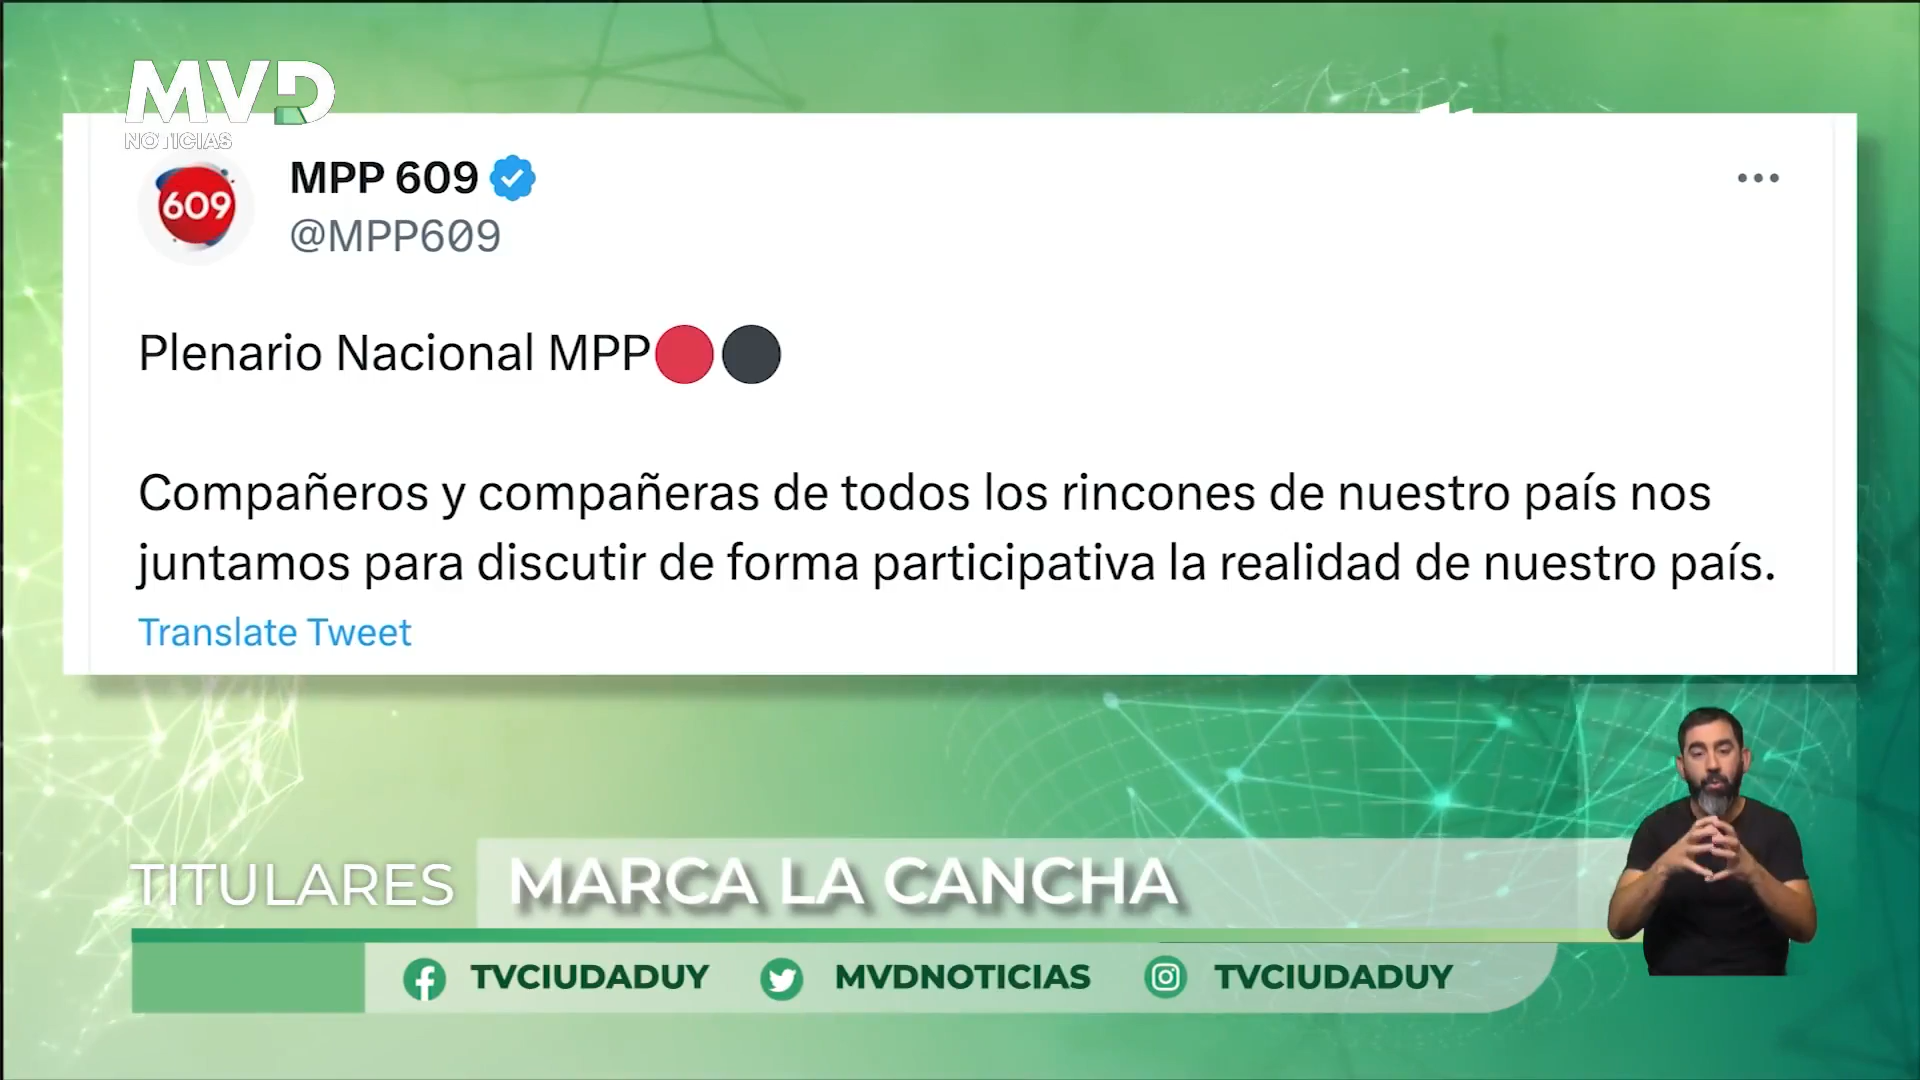 MVD
NOTICIAS
609
MPP 609
@MPP609
Plenario Nacional MPP
Compañeros y compañeras de todos los rincones de nuestro país nos
juntamos para discutir de forma participativa la realidad de nuestro país.
Translate Tweet
TITULARES MARCA LA CANCHA
TVCIUDADUY MVDNOTICIAS TVCIUDADUY